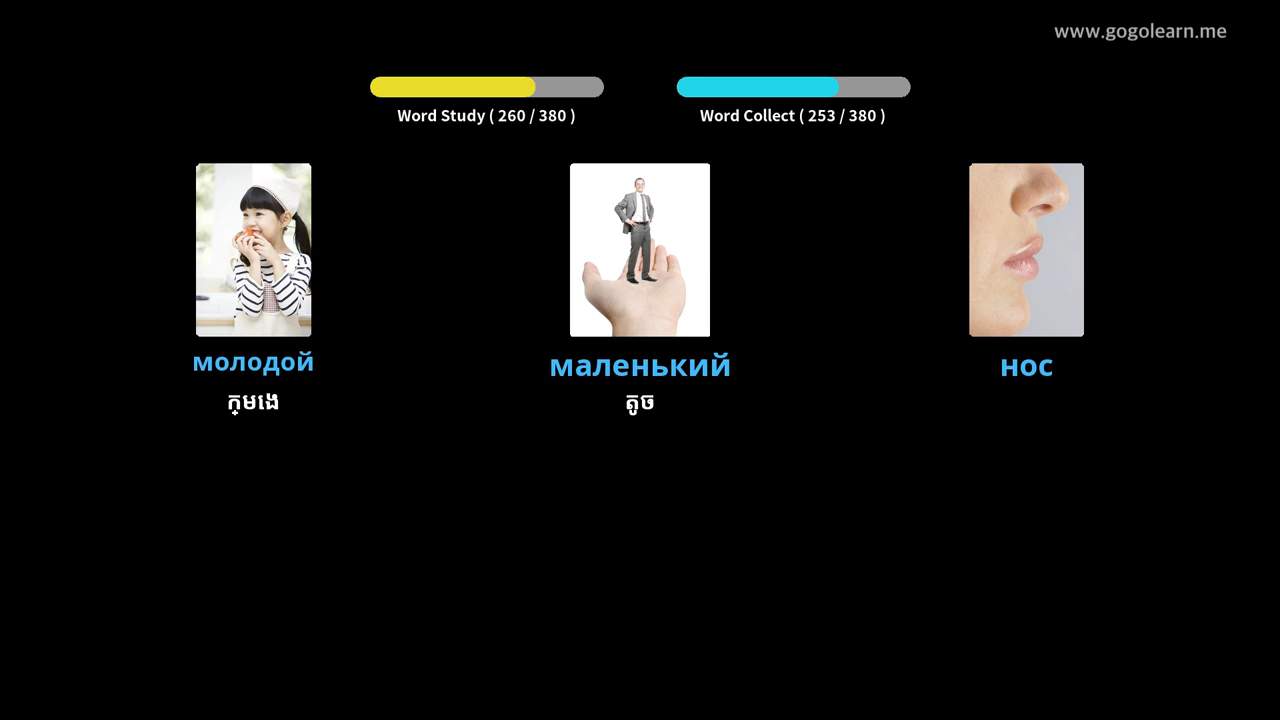 www.gogolearn.me
Word Study ( 260 / 380 )
Word Collect ( 253 / 380 )
молодой
маленький
нос
ក្មេង
តូច